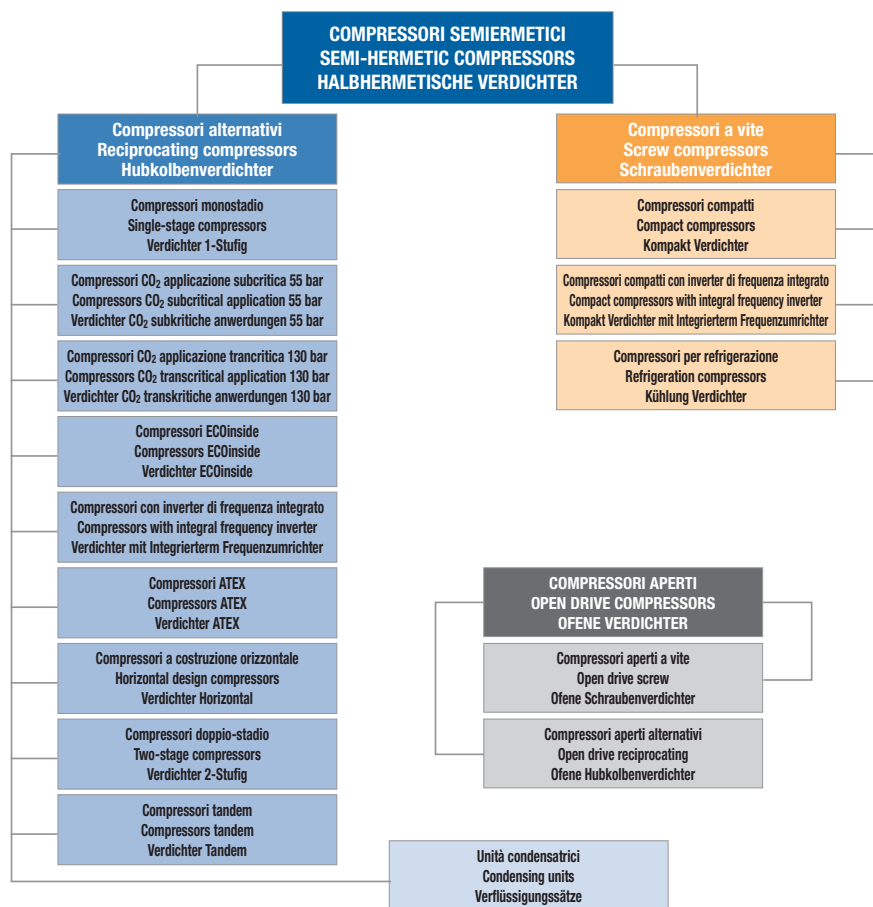 COMPRESSORI SEMIERMETICI
SEMI-HERMETIC COMPRESSORS
HALBHERMETISCHE VERDICHTER
Compressori alternativi
Reciprocating compressors
Hubkolbenverdichter
Compressori monostadio
Single-stage compressors
Verdichter 1-Stufig
Compressori CO₂ applicazione subcritica 55 bar
Compressors CO₂ subcritical application 55 bar
Verdichter CO₂ subkritiche anwerdungen 55 bar
Compressori CO₂ applicazione trancritica 130 bar
Compressors CO₂ transcritical application 130 bar
Verdichter CO₂ transkritiche anwerdungen 130 bar
Compressori ECOinside
Compressors ECOinside
Verdichter ECOinside
Compressori con inverter di frequenza integrato
Compressors with integral frequency inverter
Verdichter mit Integrierterm Frequenzumrichter
Compressori ATEX
Compressors ATEX
Verdichter ATEX
Compressori a costruzione orizzontale
Horizontal design compressors
Verdichter Horizontal
Compressori doppio-stadio
Two-stage compressors
Verdichter 2-Stufig
Compressori tandem
Compressors tandem
Verdichter Tandem
Compressori a vite
Screw compressors
Schraubenverdichter
Compressori compatti
Compact compressors
Kompakt Verdichter
Compressori compatti con inverter di frequenza integrato
Compact compressors with integral frequency inverter
Kompakt Verdichter mit Integrierterm Frequenzumrichter
Compressori per refrigerazione
Refrigeration compressors
Kühlung Verdichter
COMPRESSORI APERTI
OPEN DRIVE COMPRESSORS
OFENE VERDICHTER
Compressori aperti a vite
Open drive screw
Ofene Schraubenverdichter
Compressori aperti alternativi
Open drive reciprocating
Ofene Hubkolbenverdichter
Unità condensatrici
Condensing units
Verflüssigungssätze